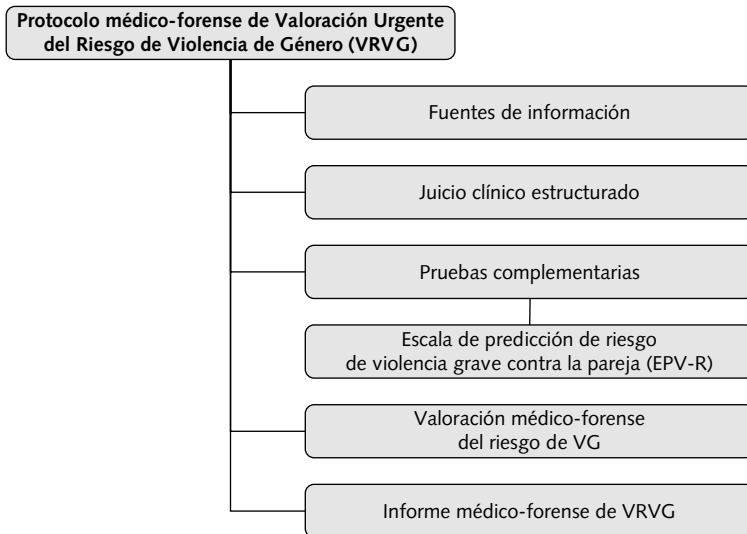 Protocolo médico-forense de Valoración Urgente
del Riesgo de Violencia de Género (VRVG)
Fuentes de información
Juicio clínico estructurado
Pruebas complementarias
Escala de predicción de riesgo
de violencia grave contra la pareja (EPV-R)
Valoración médico-forense
del riesgo de VG
Informe médico-forense de VRVG